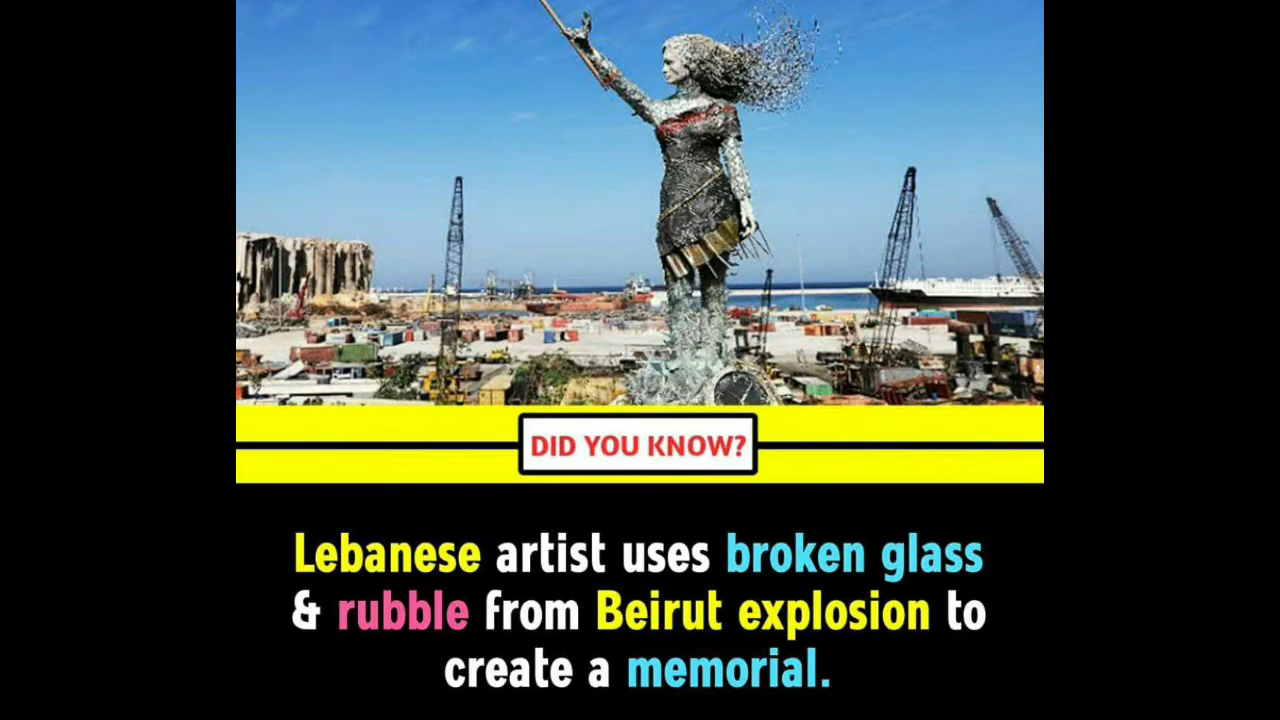 DID YOU KNOW?
Lebanese artist uses broken glass
& rubble from Beirut explosion to
create a memorial.